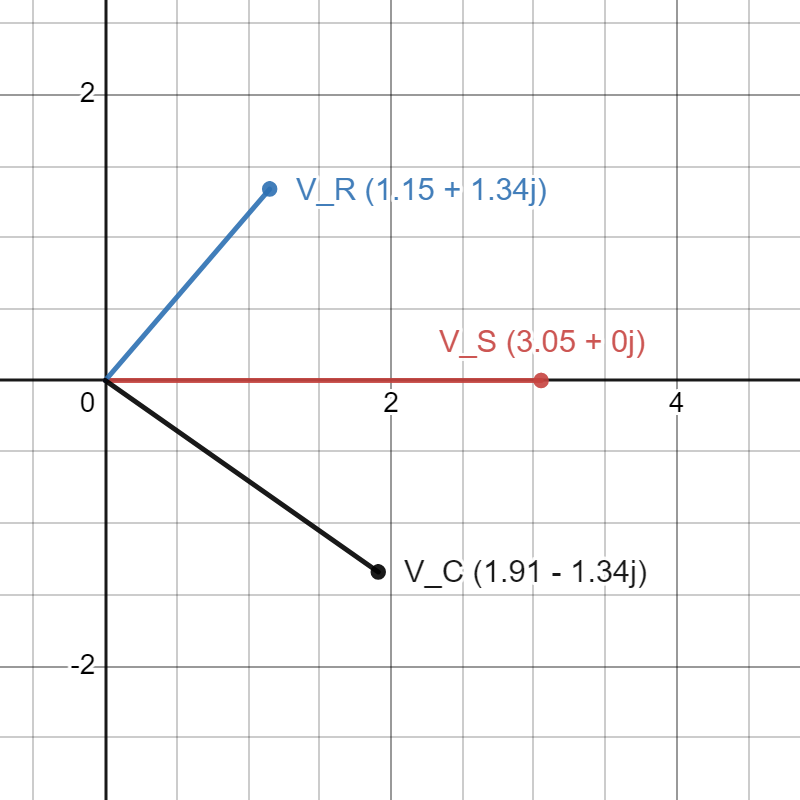 2
V_R (1.15 + 1.34j)
V_S (3.05 + 0j)
0
2
4
V_C (1.91 - 1.34j)
-2